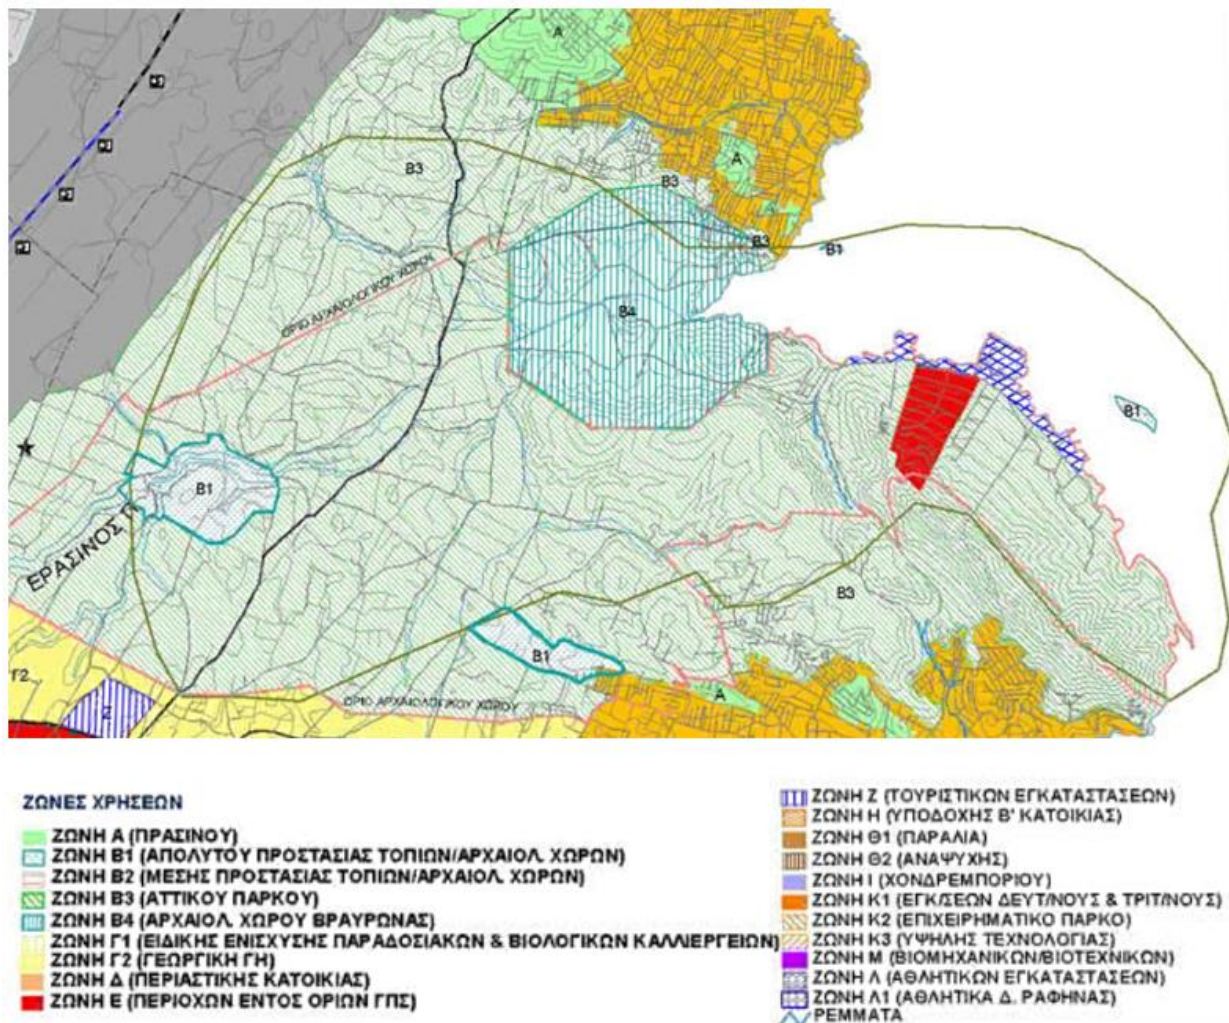 Α
Β3
Β3
Α
Α
Β3
Β1
ΟΡΙΟ ΑΡΧΑΙΟΛΟΓΙΚΟΥ ΧΩΡΟΥ
Β4
Β1
Β1
ΕΡΑΣΙΝΟΣ Π
Β3
Β1
Γ2
Ζ
ΟΡΙΟ ΑΡΧΑΙΟΛΟΓΙΚΟΥ ΧΩΡΟΥ
Α
ΖΩΝΕΣ ΧΡΗΣΕΩΝ
ΖΩΝΗ Α (ΠΡΑΣΙΝΟΥ)
ΖΩΝΗ Β1 (ΑΠΟΛΥΤΟΥ ΠΡΟΣΤΑΣΙΑΣ ΤΟΠΙΩΝ/ΑΡΧΑΙΟΛ. ΧΩΡΩΝ)
ΖΩΝΗ Β2 (ΜΕΣΗΣ ΠΡΟΣΤΑΣΙΑΣ ΤΟΠΙΩΝ/ΑΡΧΑΙΟΛ. ΧΩΡΩΝ)
ΖΩΝΗ Β3 (ΑΤΤΙΚΟΥ ΠΑΡΚΟΥ)
ΖΩΝΗ Β4 (ΑΡΧΑΙΟΛ. ΧΩΡΟΥ ΒΡΑΥΡΩΝΑΣ)
ΖΩΝΗ Γ1 (ΕΙΔΙΚΗΣ ΕΝΙΣΧΥΣΗΣ ΠΑΡΑΔΟΣΙΑΚΩΝ & ΒΙΟΛΟΓΙΚΩΝ ΚΑΛΛΙΕΡΓΕΙΩΝ)
ΖΩΝΗ Γ2 (ΓΕΩΡΓΙΚΗ ΓΗ)
ΖΩΝΗ Δ (ΠΕΡΙΑΣΤΙΚΗΣ ΚΑΤΟΙΚΙΑΣ)
ΖΩΝΗ Ε (ΠΕΡΙΟΧΩΝ ΕΝΤΟΣ ΟΡΙΩΝ ΓΠΣ)
ΖΩΝΗ Ζ (ΤΟΥΡΙΣΤΙΚΩΝ ΕΓΚΑΤΑΣΤΑΣΕΩΝ)
ΖΩΝΗ Η (ΥΠΟΔΟΧΗΣ Β' ΚΑΤΟΙΚΙΑΣ)
ΖΩΝΗ Θ1 (ΠΑΡΑΛΙΑ)
ΖΩΝΗ Θ2 (ΑΝΑΨΥΧΗΣ)
ΖΩΝΗ Ι (ΧΟΝΔΡΕΜΠΟΡΙΟΥ)
ΖΩΝΗ Κ1 (ΕΓΚ/ΣΕΩΝ ΔΕΥΤ/ΝΟΥΣ & ΤΡΙΤ/ΝΟΥΣ)
ΖΩΝΗ Κ2 (ΕΠΙΧΕΙΡΗΜΑΤΙΚΟ ΠΑΡΚΟ)
ΖΩΝΗ Κ3 (ΥΨΗΛΗΣ ΤΕΧΝΟΛΟΓΙΑΣ)
ΖΩΝΗ Μ (ΒΙΟΜΗΧΑΝΙΚΩΝ/ΒΙΟΤΕΧΝΙΚΩΝ)
ΖΩΝΗ Λ (ΑΘΛΗΤΙΚΩΝ ΕΓΚΑΤΑΣΤΑΣΕΩΝ)
ΖΩΝΗ Λ1 (ΑΘΛΗΤΙΚΑ Δ. ΡΑΦΗΝΑΣ)
ΡΕΜΜΑΤΑ